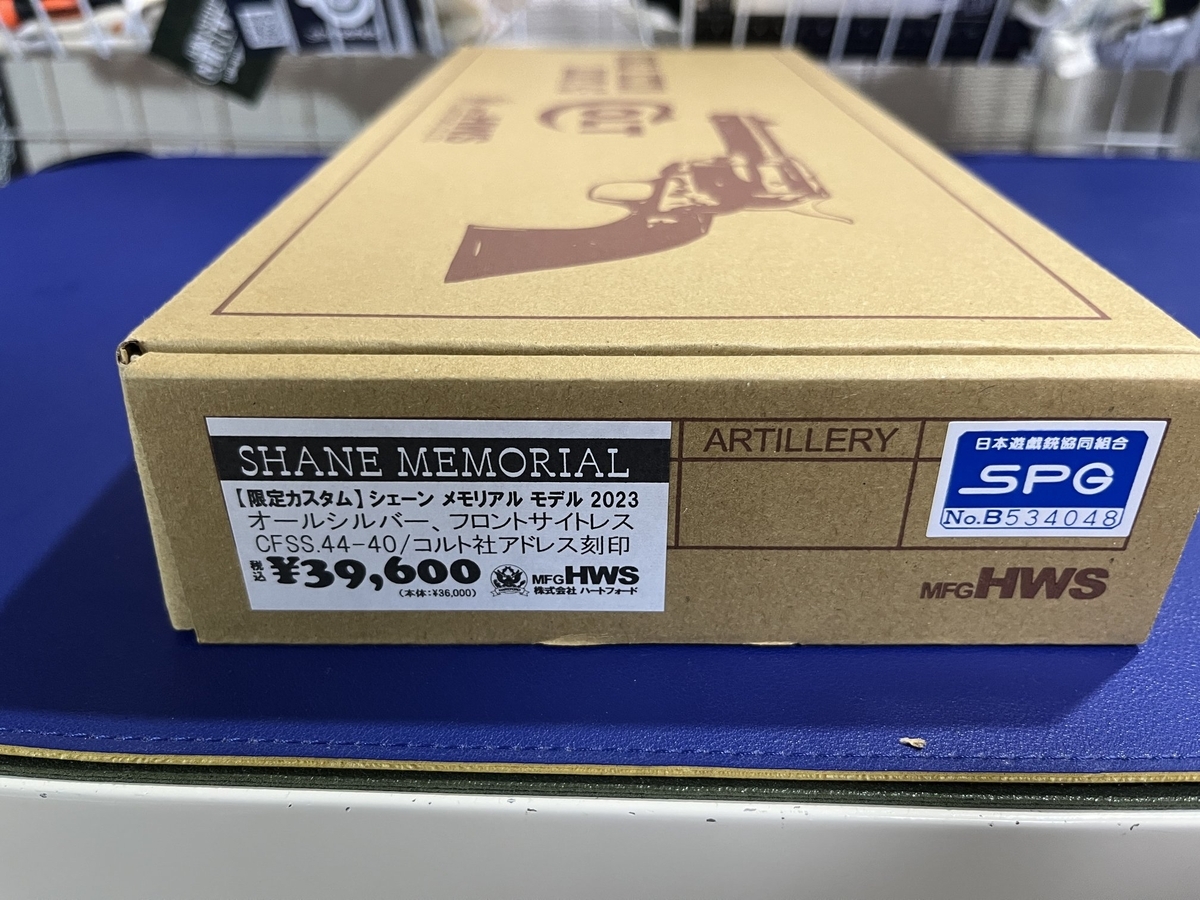 COLT
SHANE MEMORIAL
【限定カスタム】シェーン メモリアル モデル 2023
オールシルバー、フロントサイトレス
CFSS.44-40/コルト社アドレス刻印
税込 ¥39,600
(本体:¥36,000)
MFG HWS
株式会社 ハートフォード
ARTILLERY
日本遊戯銃協同組合
SPG
No.B534048
MFG HWS